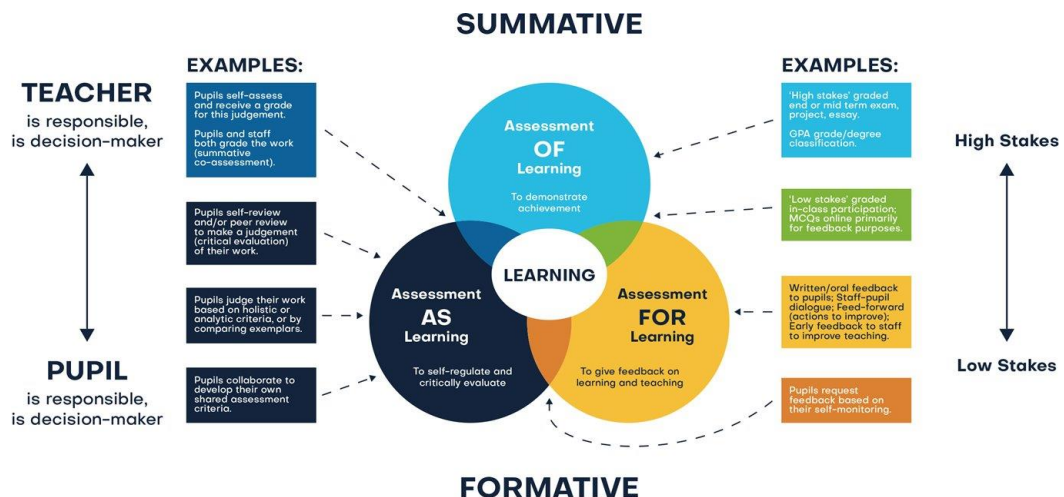 SUMMATIVE
TEACHER
is responsible,
is decision-maker
PUPIL
is responsible,
is decision-maker
EXAMPLES:
Pupils self-assess
and receive a grade
for this judgement.
Pupils and staff
both grade the work
(summative
co-assessment).
Pupils self-review
and/or peer review
to make a judgement
(critical evaluation)
of their work.
Pupils judge their work
based on holistic or
analytic criteria, or by
comparing exemplars.
Pupils collaborate to
develop their own
shared assessment
criteria.
Assessment
OF
Learning
To demonstrate
achievement
LEARNING
Assessment
AS
Learning
To self-regulate and
critically evaluate
Assessment
FOR
Learning
To give feedback on
learning and teaching
EXAMPLES:
'High stakes' graded
end or mid term exam,
project, essay.
GPA grade/degree
classification.
'Low stakes' graded
in-class participation;
MCQs online primarily
for feedback purposes.
Written/oral feedback
to pupils; Staff-pupil
dialogue; Feed-forward
(actions to improve);
Early feedback to staff
to improve teaching.
Pupils request
feedback based on
their self-monitoring.
High Stakes
Low Stakes
FORMATIVE